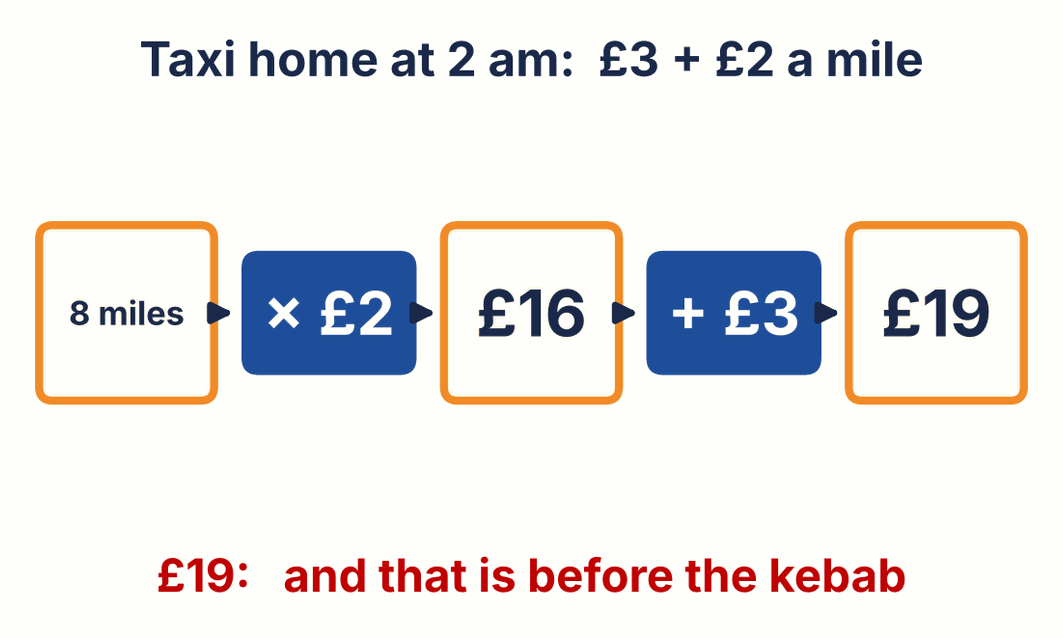 Taxi home at 2 am: £3 + £2 a mile
8 miles × £2 £16 + £3 £19
£19: and that is before the kebab